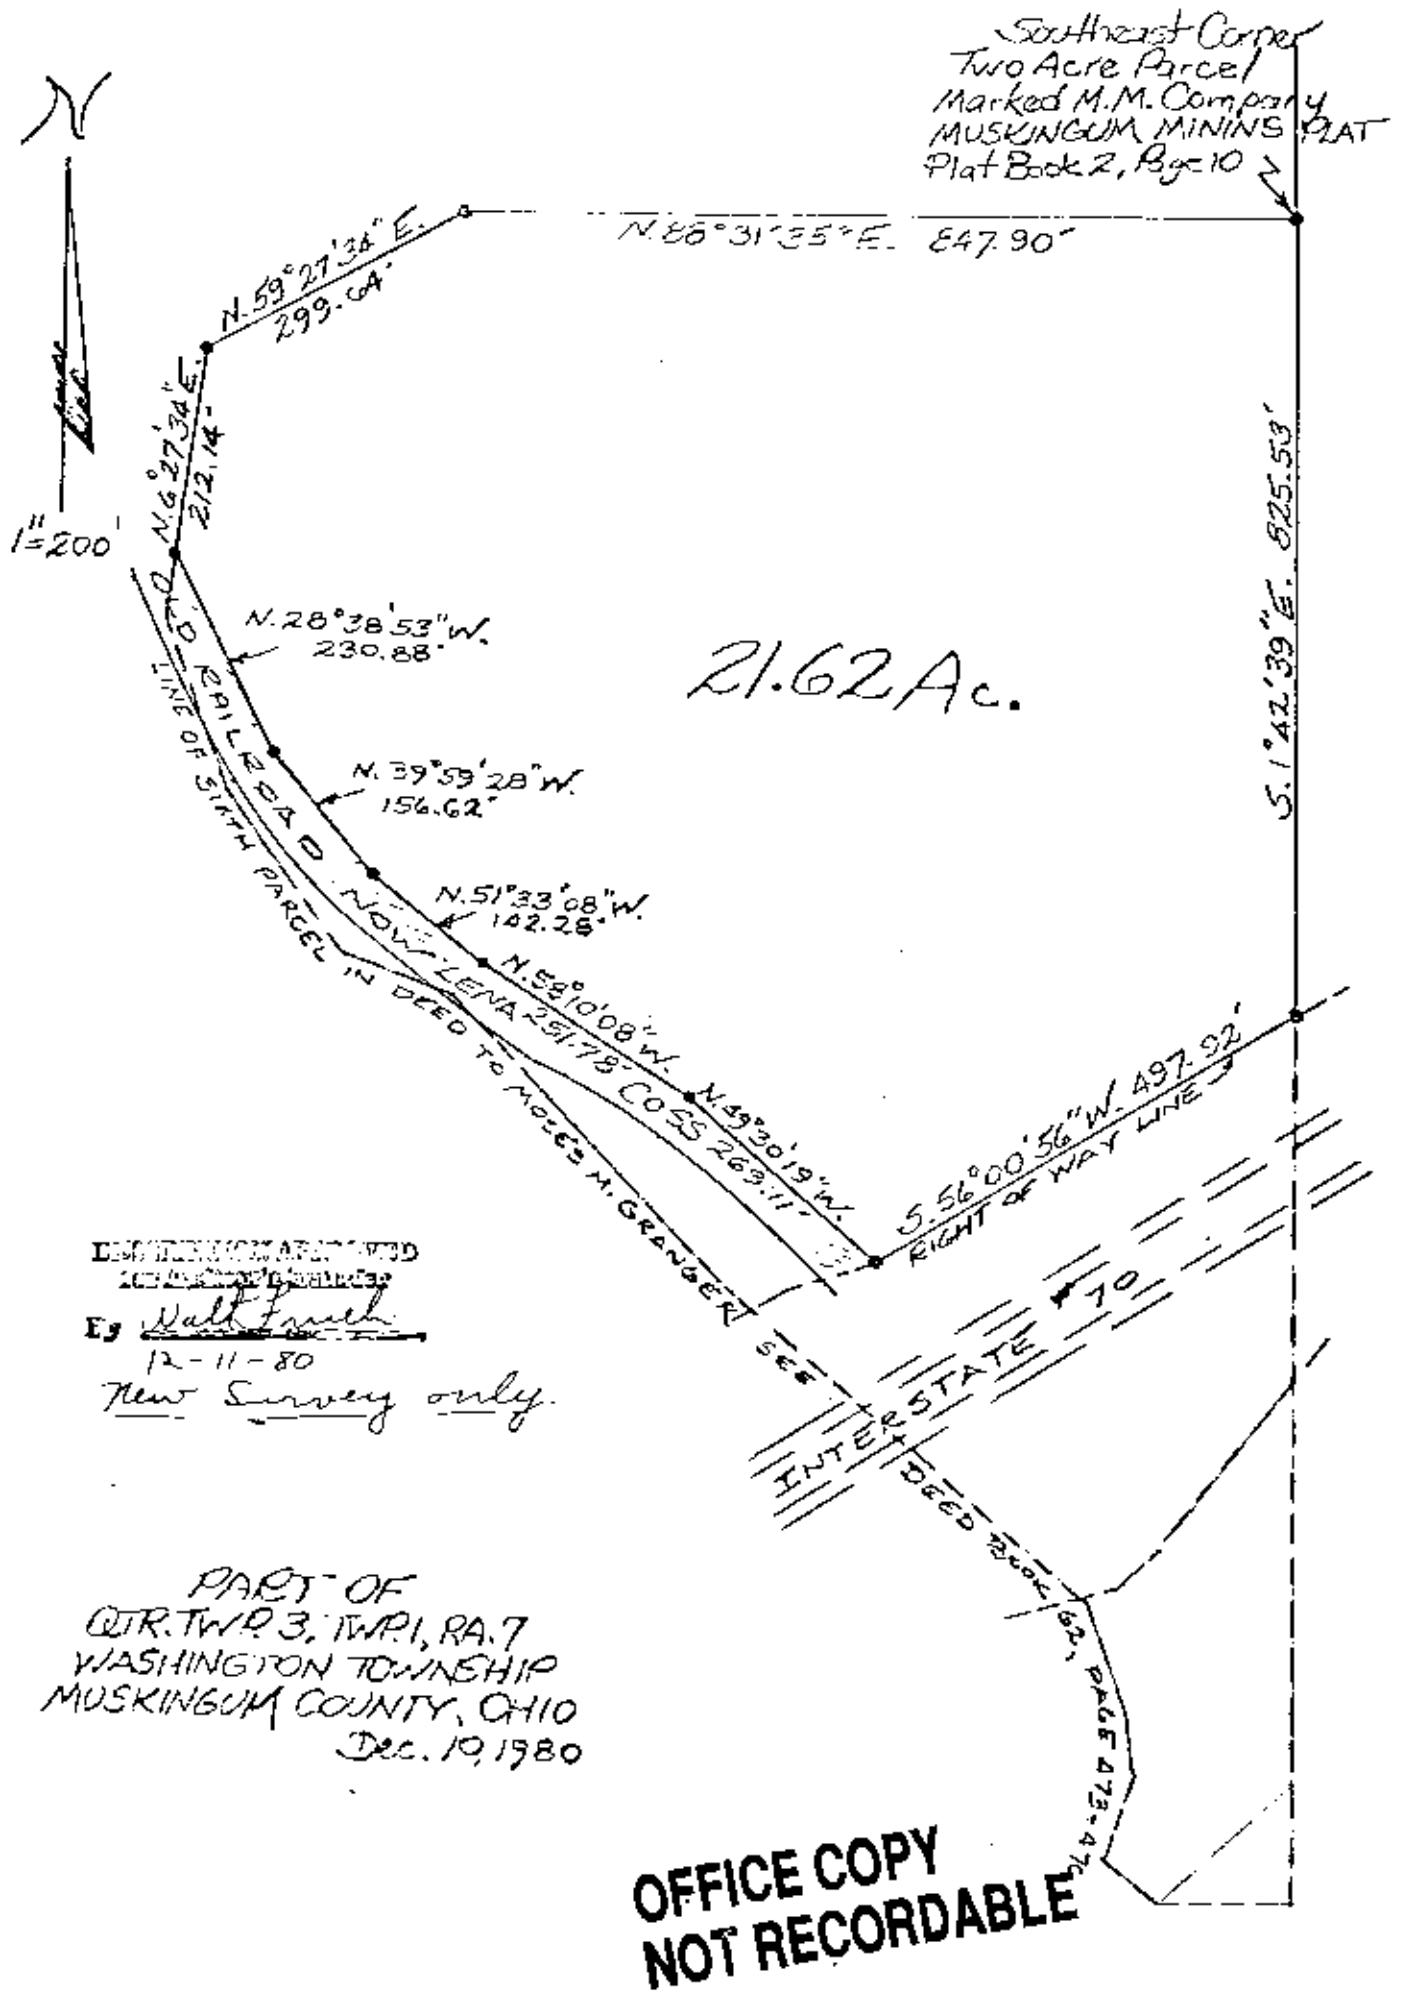 Southeast Corner
Two Acre Parcel
Marked M.M. Company
MUSKINGUM MINING PLAT
Plat Book 2, Page 10
N
1"=200'
N. 88°31'35" E. 847.90'
N. 59°27'34" E.
299.64'
N. 6°27'34" E.
212.14'
S. 1°42'39" E. 825.53'
N. 28°38'53" W.
230.88'
21.62 Ac.
N. 39°59'28" W.
156.62'
N. 51°33'08" W.
142.28'
N. 58°10'08" W.
251.78'
N. 49°30'19" W.
263.11'
RAILROAD NOW LENA COSS
LINE OF SIXTH PARCEL IN DEED TO MOSES M. GRANGER SEE DEED BOOK 62, PAGE 473-47
S. 56°00'56" W. 497.92'
RIGHT OF WAY LINE
INTERSTATE 70
By
12-11-80
New Survey only.
PART OF
QTR. TWP. 3, TWP. 1, RA. 7
WASHINGTON TOWNSHIP
MUSKINGUM COUNTY, OHIO
Dec. 10, 1980
OFFICE COPY
NOT RECORDABLE